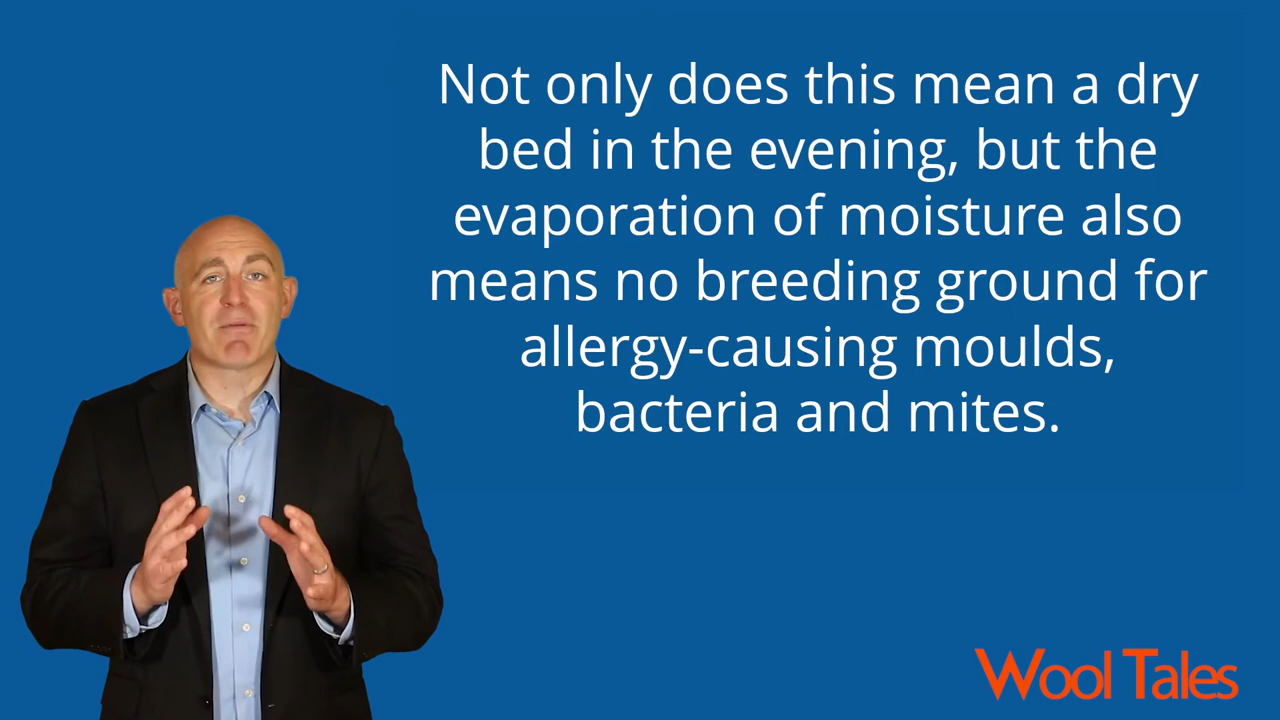 Not only does this mean a dry
bed in the evening, but the
evaporation of moisture also
means no breeding ground for
allergy-causing moulds,
bacteria and mites.
Wool Tales